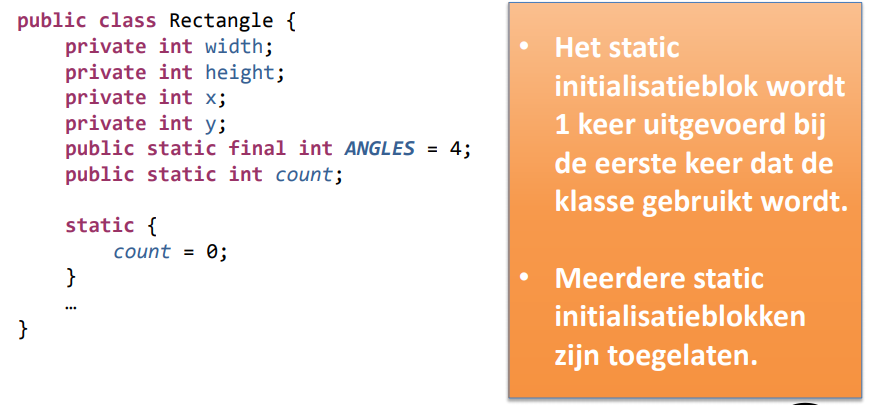 public class Rectangle {
private int width;
private int height;
private int x;
private int y;
public static final int ANGLES = 4;
public static int count;
static {
count = 0;
}
…
}
• Het static
initialisatieblok wordt
1 keer uitgevoerd bij
de eerste keer dat de
klasse gebruikt wordt.
• Meerdere static
initialisatieblokken
zijn toegelaten.